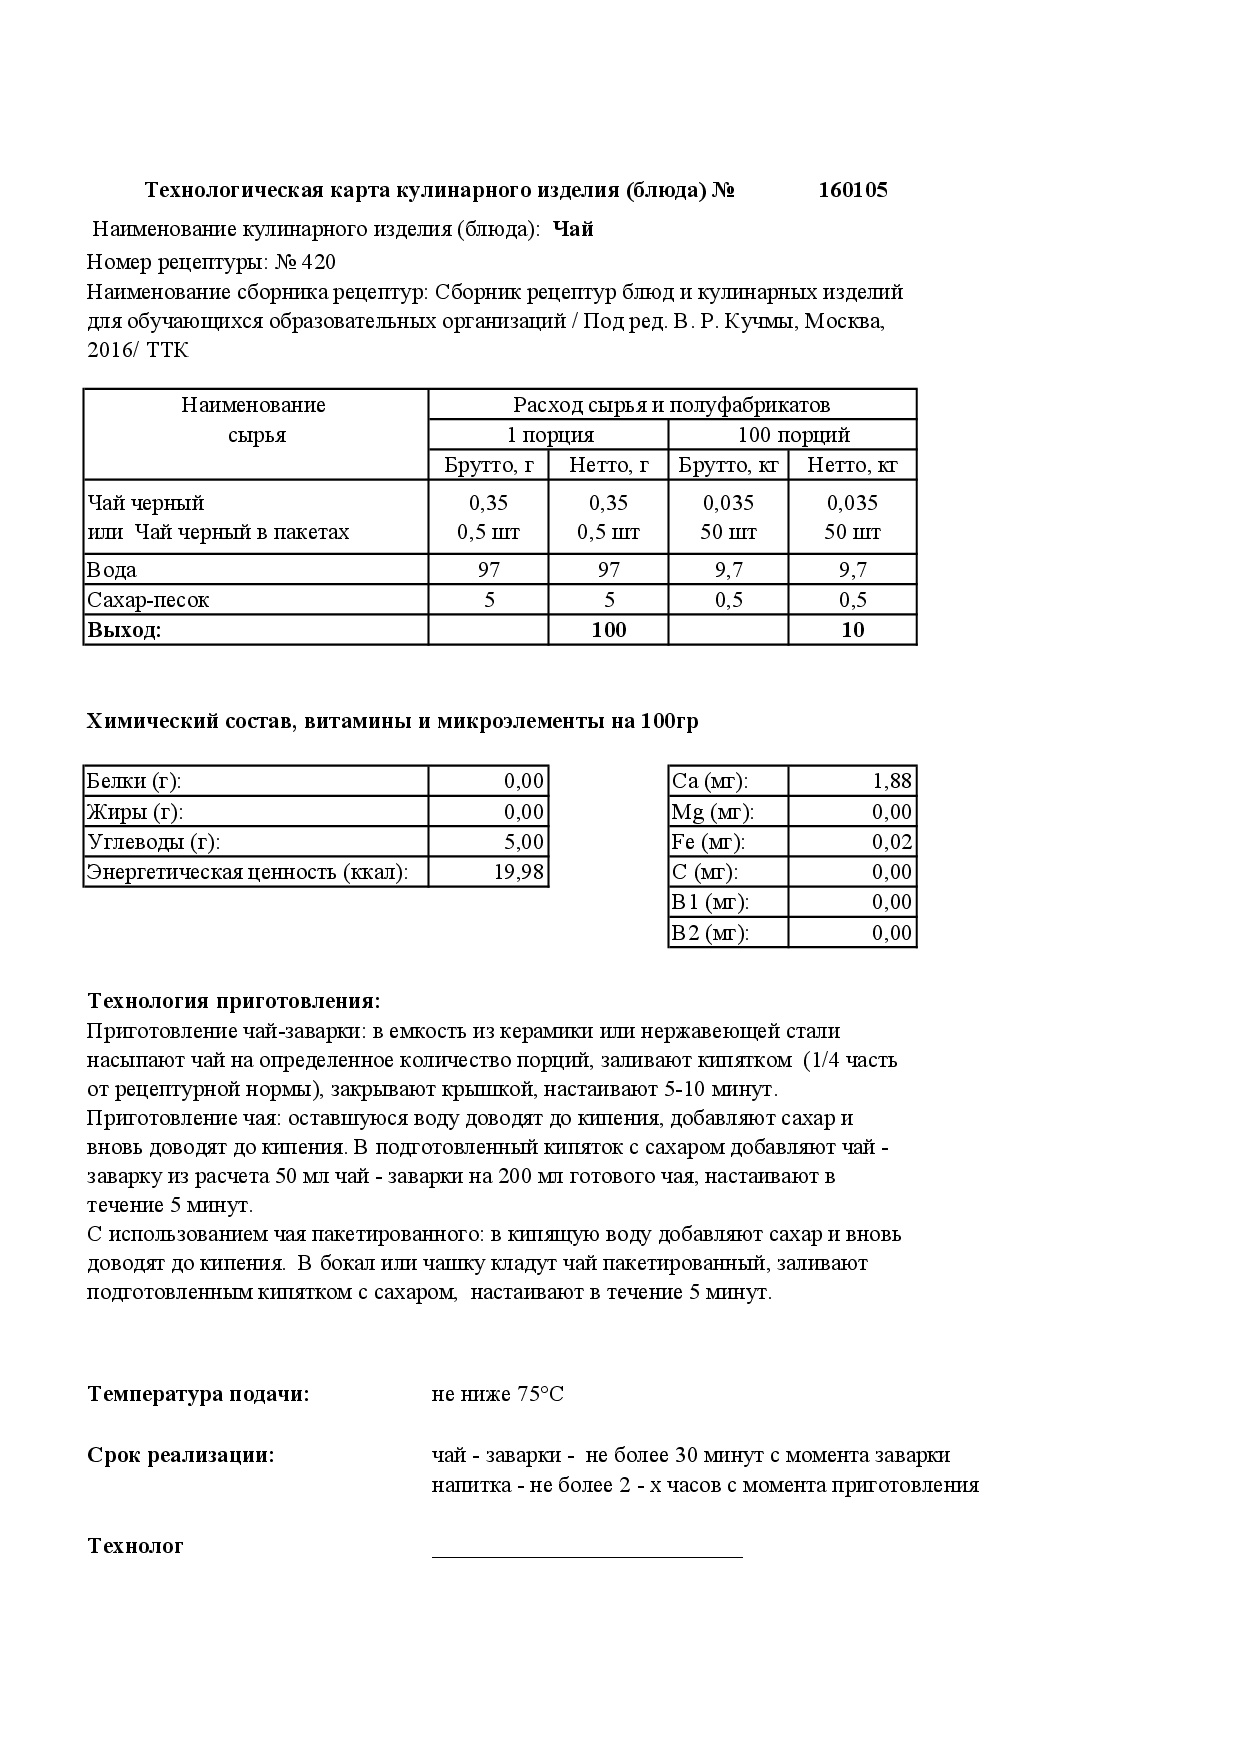 Технологическая карта кулинарного изделия (блюда) № 160105
Наименование кулинарного изделия (блюда): Чай
Номер рецептуры: № 420
Наименование сборника рецептур: Сборник рецептур блюд и кулинарных изделий
для обучающихся образовательных организаций / Под ред. В. Р. Кучмы, Москва,
2016/ ТТК
Наименование Расход сырья и полуфабрикатов
сырья 1 порция 100 порций
Брутто, г Нетто, г Брутто, кг Нетто, кг
Чай черный 0,35 0,35 0,035 0,035
или Чай черный в пакетах 0,5 шт 0,5 шт 50 шт 50 шт
Вода 97 97 9,7 9,7
Сахар-песок 5 5 0,5 0,5
Выход: 100 10
Химический состав, витамины и микроэлементы на 100гр
Белки (г): 0,00 Ca (мг): 1,88
Жиры (г): 0,00 Mg (мг): 0,00
Углеводы (г): 5,00 Fe (мг): 0,02
Энергетическая ценность (ккал): 19,98 C (мг): 0,00
B1 (мг): 0,00
B2 (мг): 0,00
Технология приготовления:
Приготовление чай-заварки: в емкость из керамики или нержавеющей стали
насыпают чай на определенное количество порций, заливают кипятком (1/4 часть
от рецептурной нормы), закрывают крышкой, настаивают 5-10 минут.
Приготовление чая: оставшуюся воду доводят до кипения, добавляют сахар и
вновь доводят до кипения. В подготовленный кипяток с сахаром добавляют чай -
заварку из расчета 50 мл чай - заварки на 200 мл готового чая, настаивают в
течение 5 минут.
С использованием чая пакетированного: в кипящую воду добавляют сахар и вновь
доводят до кипения. В бокал или чашку кладут чай пакетированный, заливают
подготовленным кипятком с сахаром, настаивают в течение 5 минут.
Температура подачи: не ниже 75°С
Срок реализации: чай - заварки - не более 30 минут с момента заварки
напитка - не более 2 - х часов с момента приготовления
Технолог